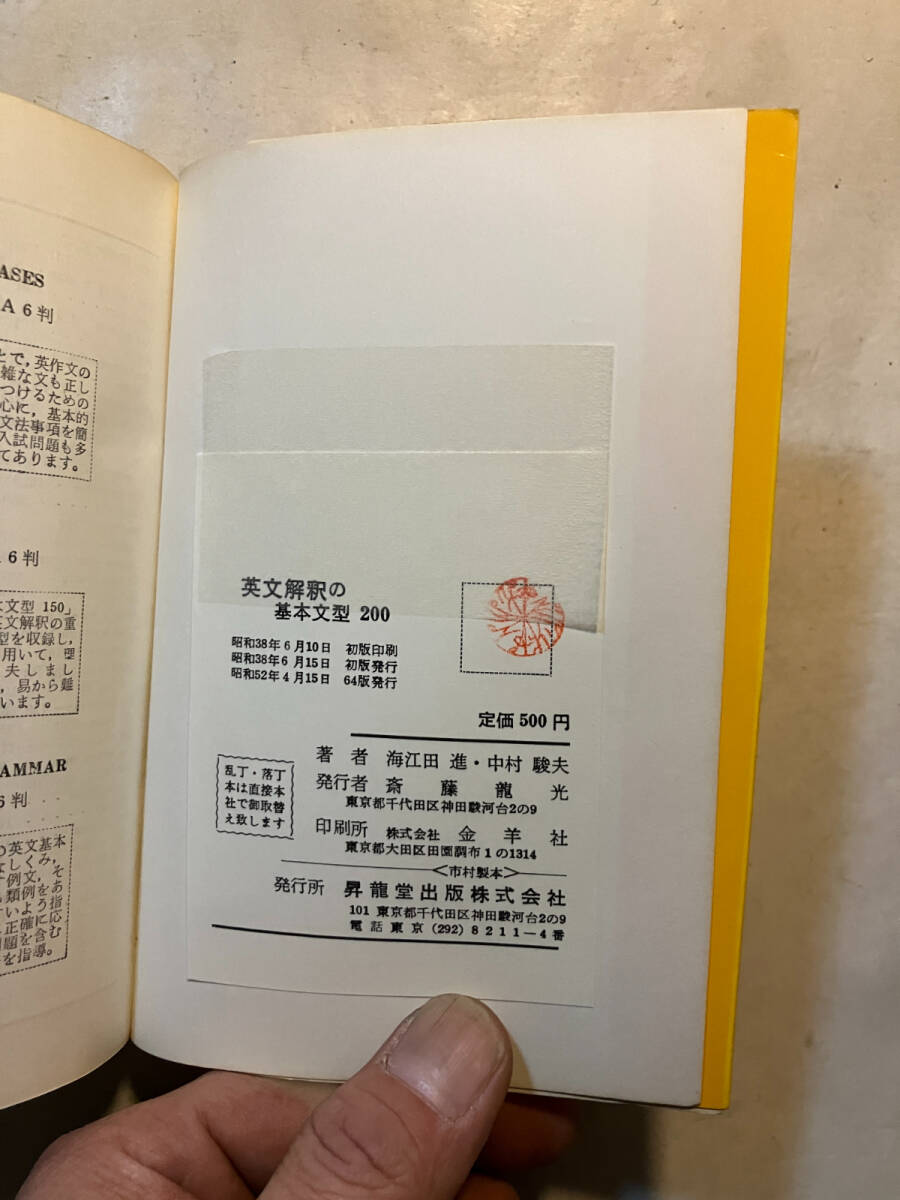 ASES
A 6 判
とで，英作文の
雑な文も正し
つけるための
心に，基本的
文法事項を簡
入試問題も多
てあります。
6 判
文型 150」
英文解釈の重
型を収録し，
用いて，
夫しまし
，易から難
います。
AMMAR
6 判
の英文基本
なしくみ，
例文，そ
類例をあ
すいよう指
正確に応
問題を含む
を指導。
英文解釈の
基本文型 200
昭和38年 6 月10日 初版印刷
昭和38年 6 月15日 初版発行
昭和52年 4 月15日 64版発行
定価 500 円
乱丁・落丁
本は直接本
社で御取替
え致します
著 者 海江田 進・中村 駿夫
発行者 斎 藤 龍 光
東京都千代田区神田駿河台2の9
印刷所 株式会社 金 羊 社
東京都大田区田園調布 1 の1314
＜市村製本＞
発行所 昇龍堂出版株式会社
101 東京都千代田区神田駿河台2の9
電 話 東 京 (292) 8 2 1 1 ― 4 番